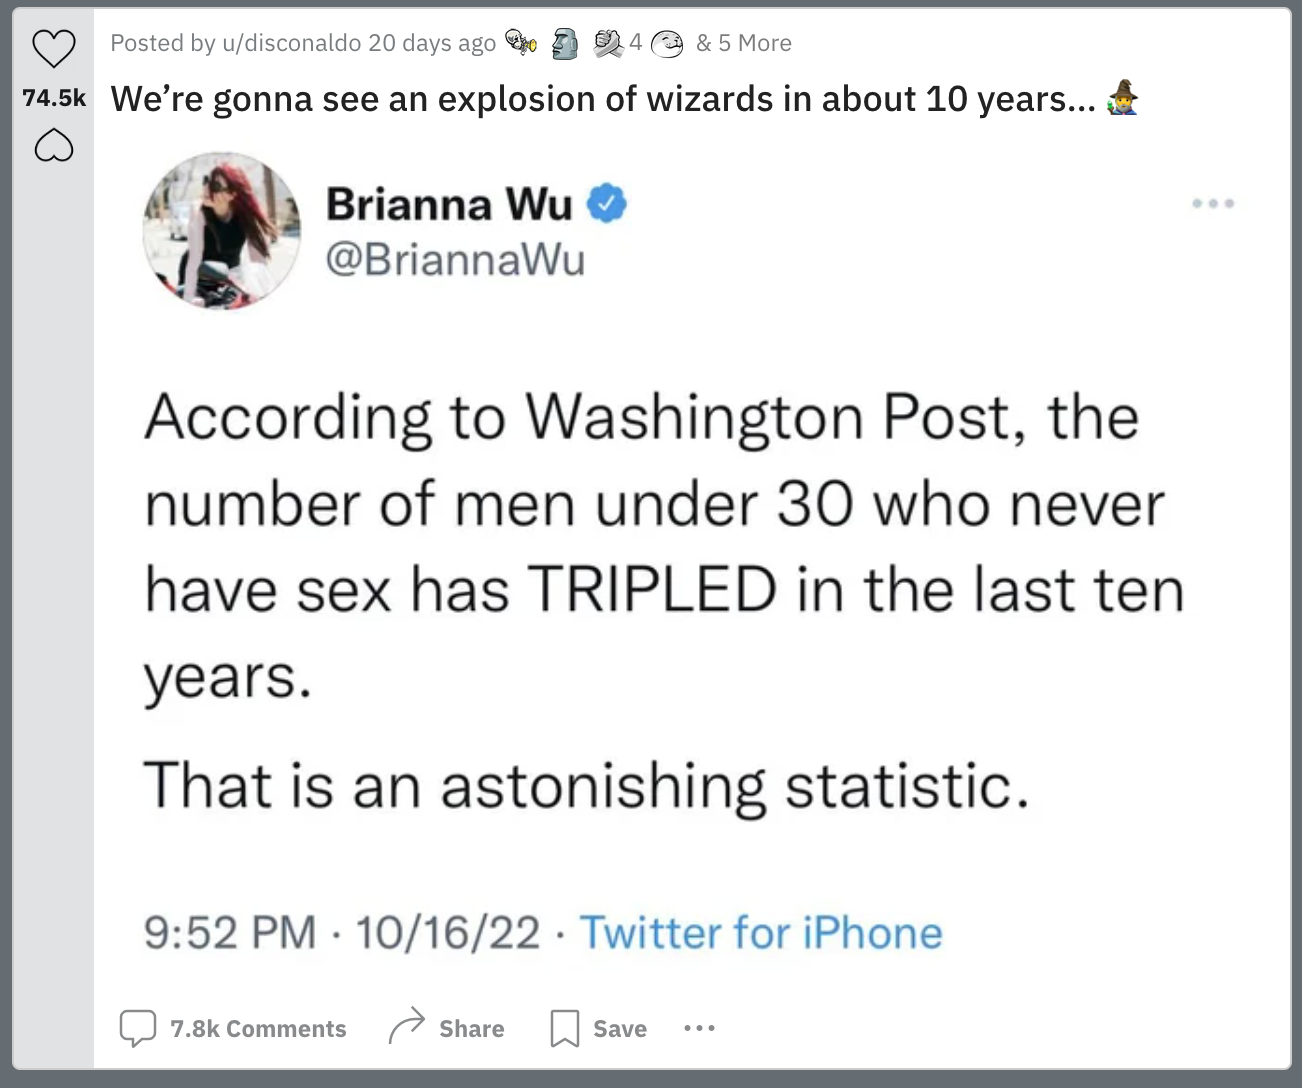 Posted by u/disconaldo 20 days ago 4 & 5 More
74.5k
We’re gonna see an explosion of wizards in about 10 years...
Brianna Wu
@BriannaWu
According to Washington Post, the
number of men under 30 who never
have sex has TRIPLED in the last ten
years.
That is an astonishing statistic.
9:52 PM · 10/16/22 · Twitter for iPhone
7.8k Comments Share Save